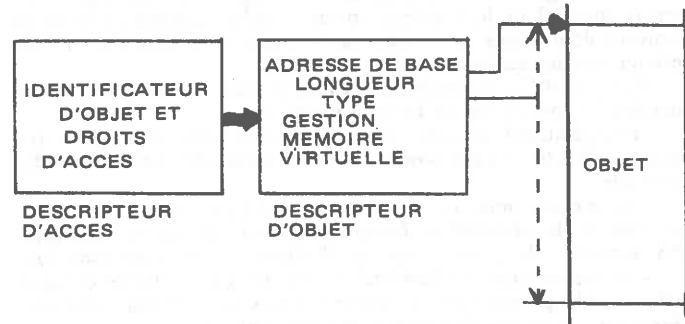 IDENTIFICATEUR
D'OBJET ET
DROITS
D'ACCES
DESCRIPTEUR
D'ACCES
ADRESSE DE BASE
LONGUEUR
TYPE
GESTION
MEMOIRE
VIRTUELLE
DESCRIPTEUR
D'OBJET
OBJET